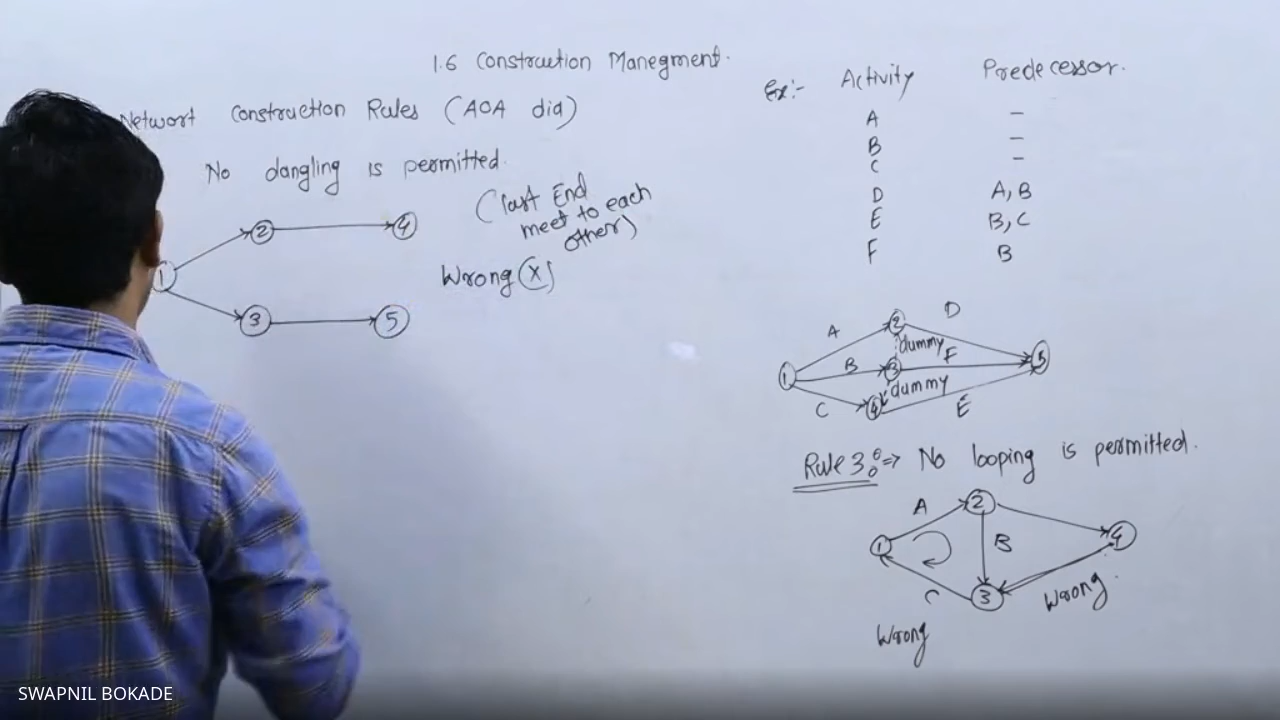 1.6 Construction Manegment.
Networt Construction Rules (AOA dia)
No dangling is permitted.
(last End
meet to each
other)
Wrong (X)
1
2
4
3
5
Ex:- Activity Predecessor.
A -
B -
C -
D A, B
E B, C
F B
A
2
D
dummy
1
B
3
F
5
dummy
C
4
E
Rule 3: => No looping is permitted.
A
2
1
B
4
C
3
Wrong.
Wrong
SWAPNIL BOKADE